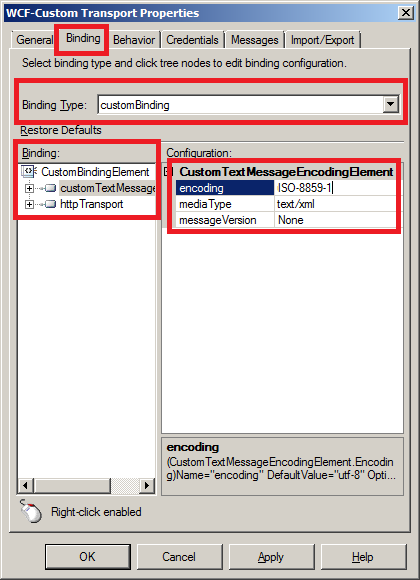 WCF-Custom Transport Properties
General Binding Behavior Credentials Messages Import/Export
Select binding type and click tree nodes to edit binding configuration.
Binding Type: customBinding
Restore Defaults
Binding: Configuration:
CustomBindingElement
customTextMessage
httpTransport
CustomTextMessageEncodingElement
encoding ISO-8859-1
mediaType text/xml
messageVersion None
encoding
(CustomTextMessageElement.Encodin
g)Name="encoding" DefaultValue="utf-8" Opti...
Right-click enabled
OK Cancel Apply Help